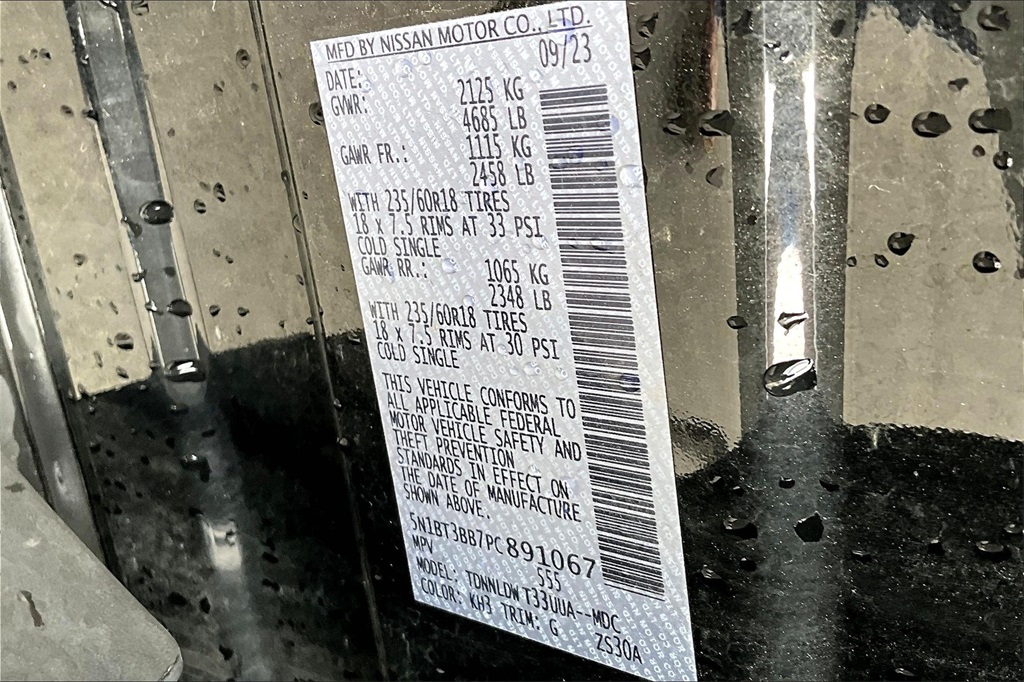 MFD BY NISSAN MOTOR CO., LTD.
DATE: 09/23
GVWR: 2125 KG
4685 LB
GAWR FR.: 1115 KG
2458 LB
WITH 235/60R18 TIRES
18 x 7.5 RIMS AT 33 PSI
COLD SINGLE
GAWR RR.: 1065 KG
2348 LB
WITH 235/60R18 TIRES
18 x 7.5 RIMS AT 30 PSI
COLD SINGLE
THIS VEHICLE CONFORMS TO
ALL APPLICABLE FEDERAL
MOTOR VEHICLE SAFETY AND
THEFT PREVENTION
STANDARDS IN EFFECT ON
THE DATE OF MANUFACTURE
SHOWN ABOVE.
5N1BT3BB7PC891067
MPV 555
MODEL: TDNNLDWT33UUA--MDC
COLOR: KH3 TRIM: G ZS30A